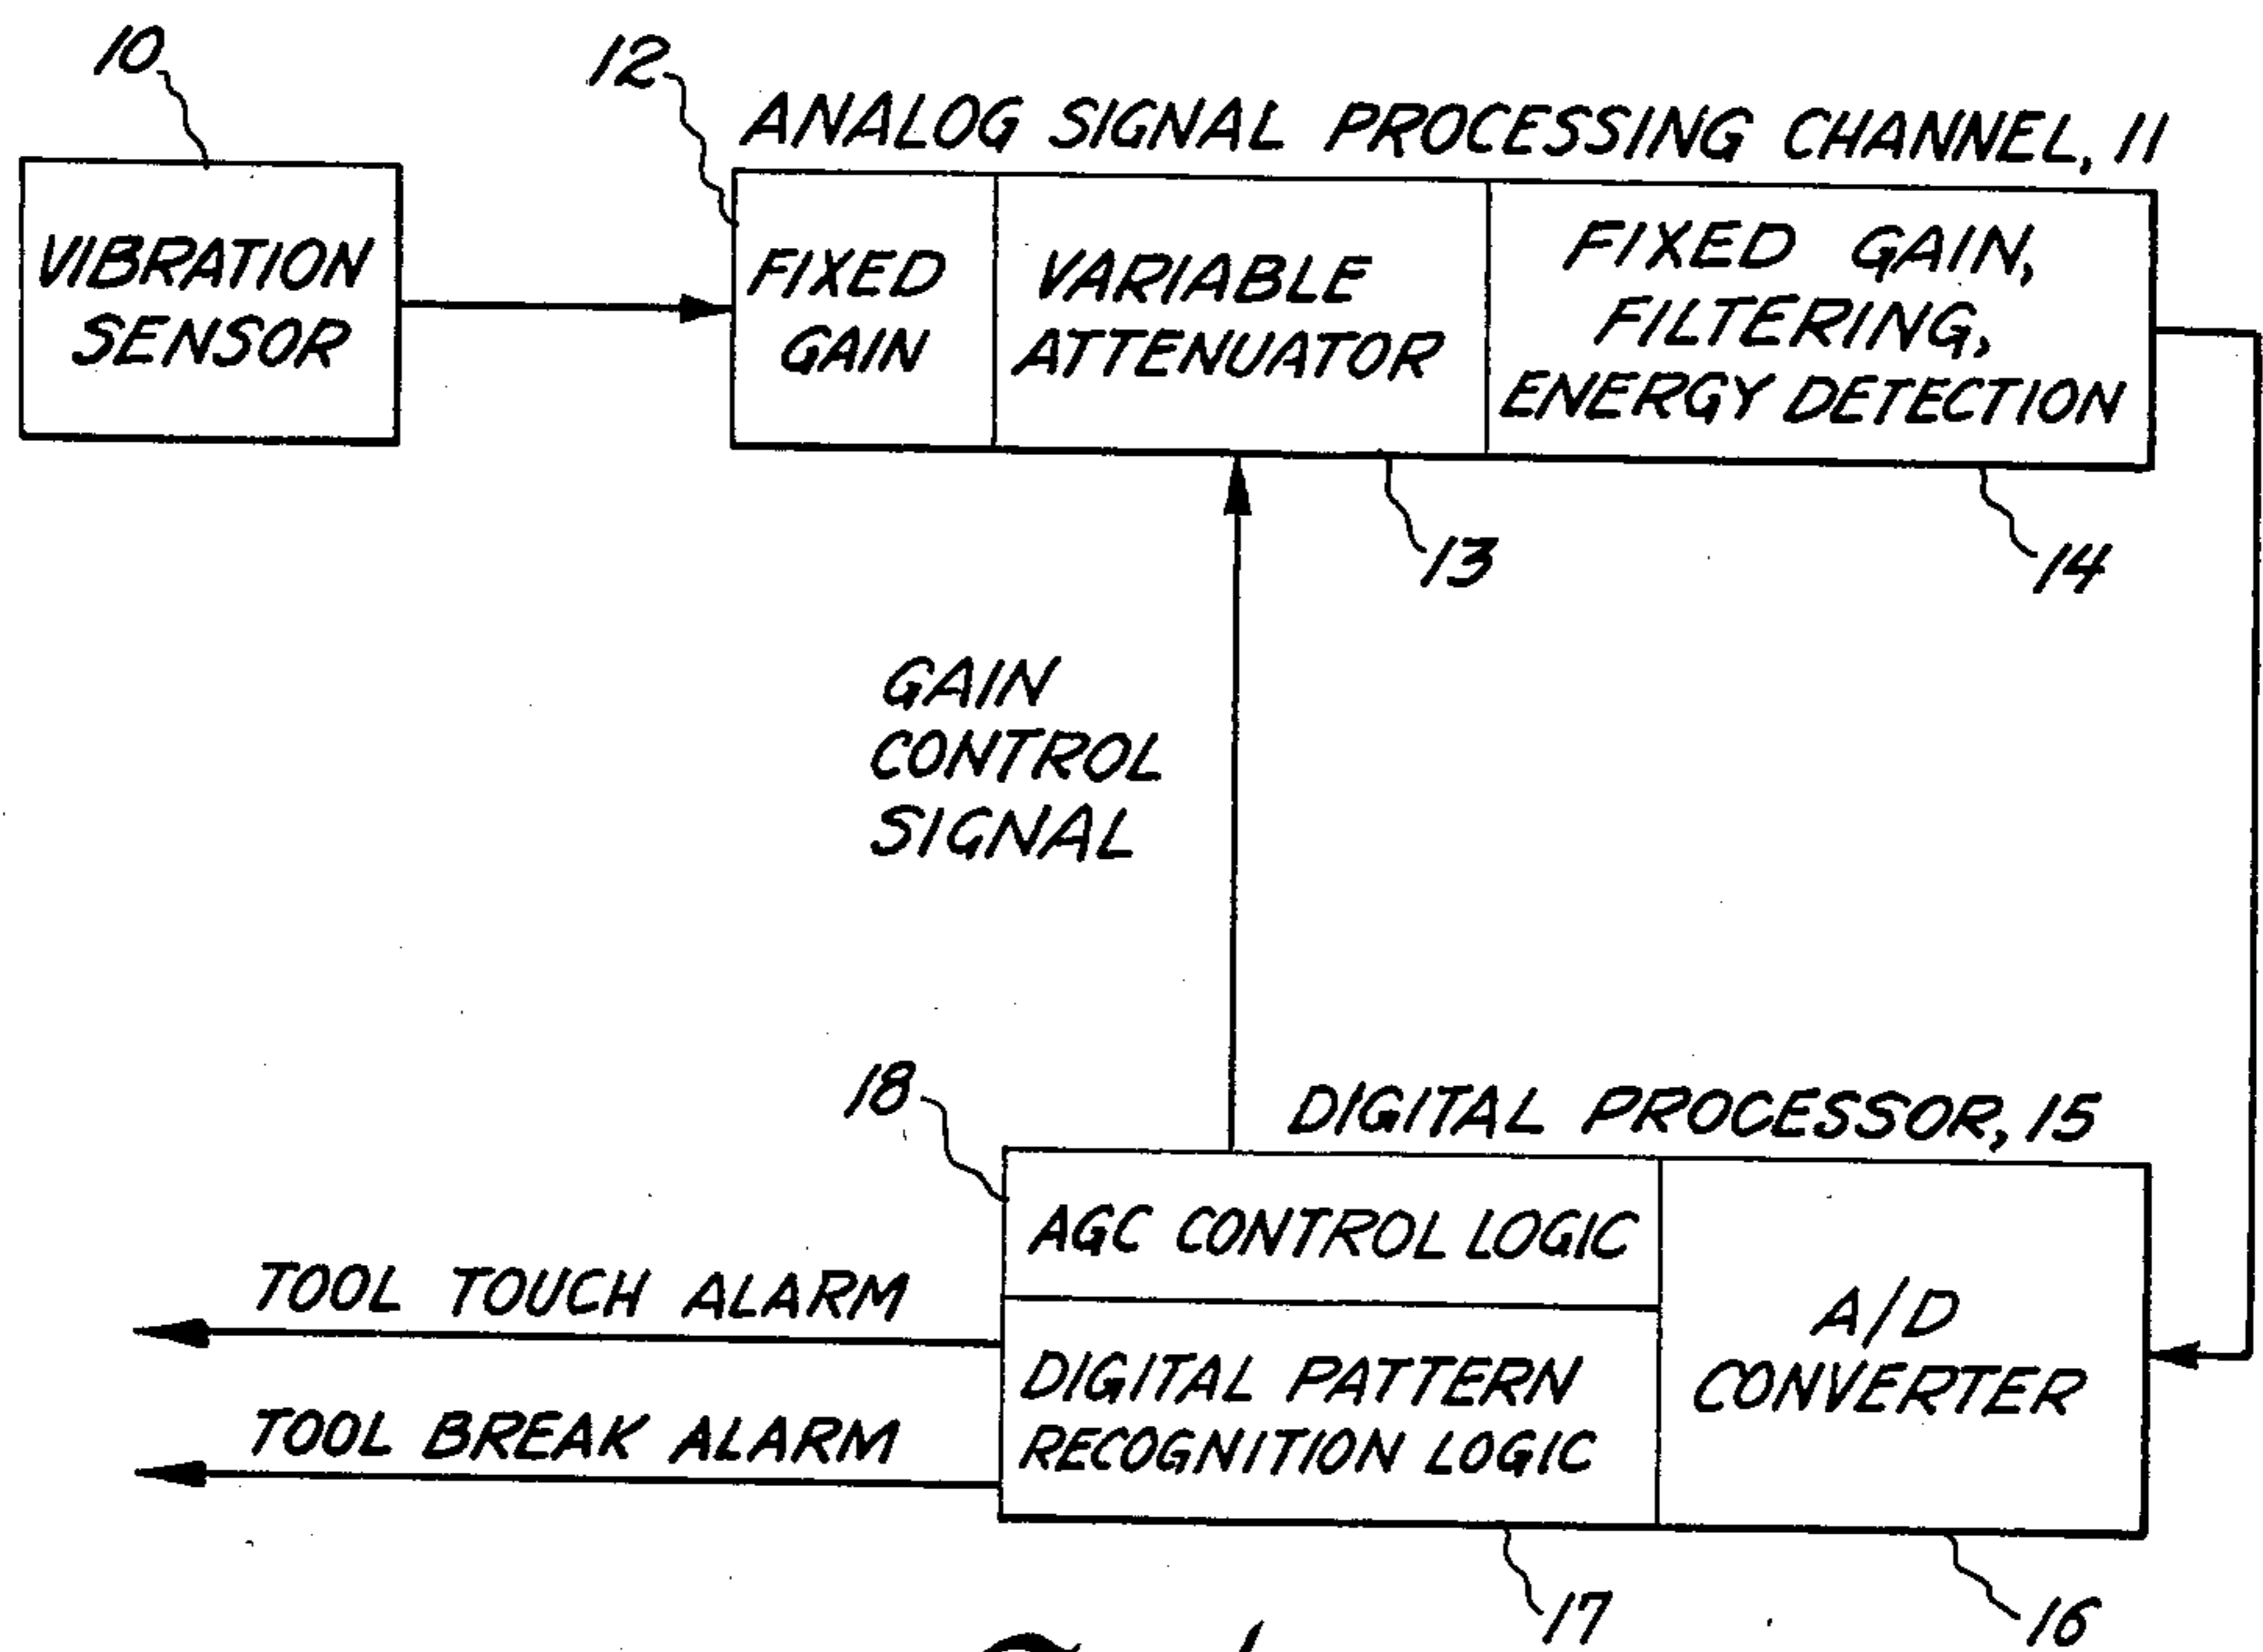 10
12
ANALOG SIGNAL PROCESSING CHANNEL, 11
VIBRATION
SENSOR
FIXED
GAIN
VARIABLE
ATTENUATOR
FIXED GAIN,
FILTERING,
ENERGY DETECTION
13
14
GAIN
CONTROL
SIGNAL
18
DIGITAL PROCESSOR, 15
AGC CONTROL LOGIC
A/D
CONVERTER
TOOL TOUCH ALARM
DIGITAL PATTERN
RECOGNITION LOGIC
TOOL BREAK ALARM
17
16